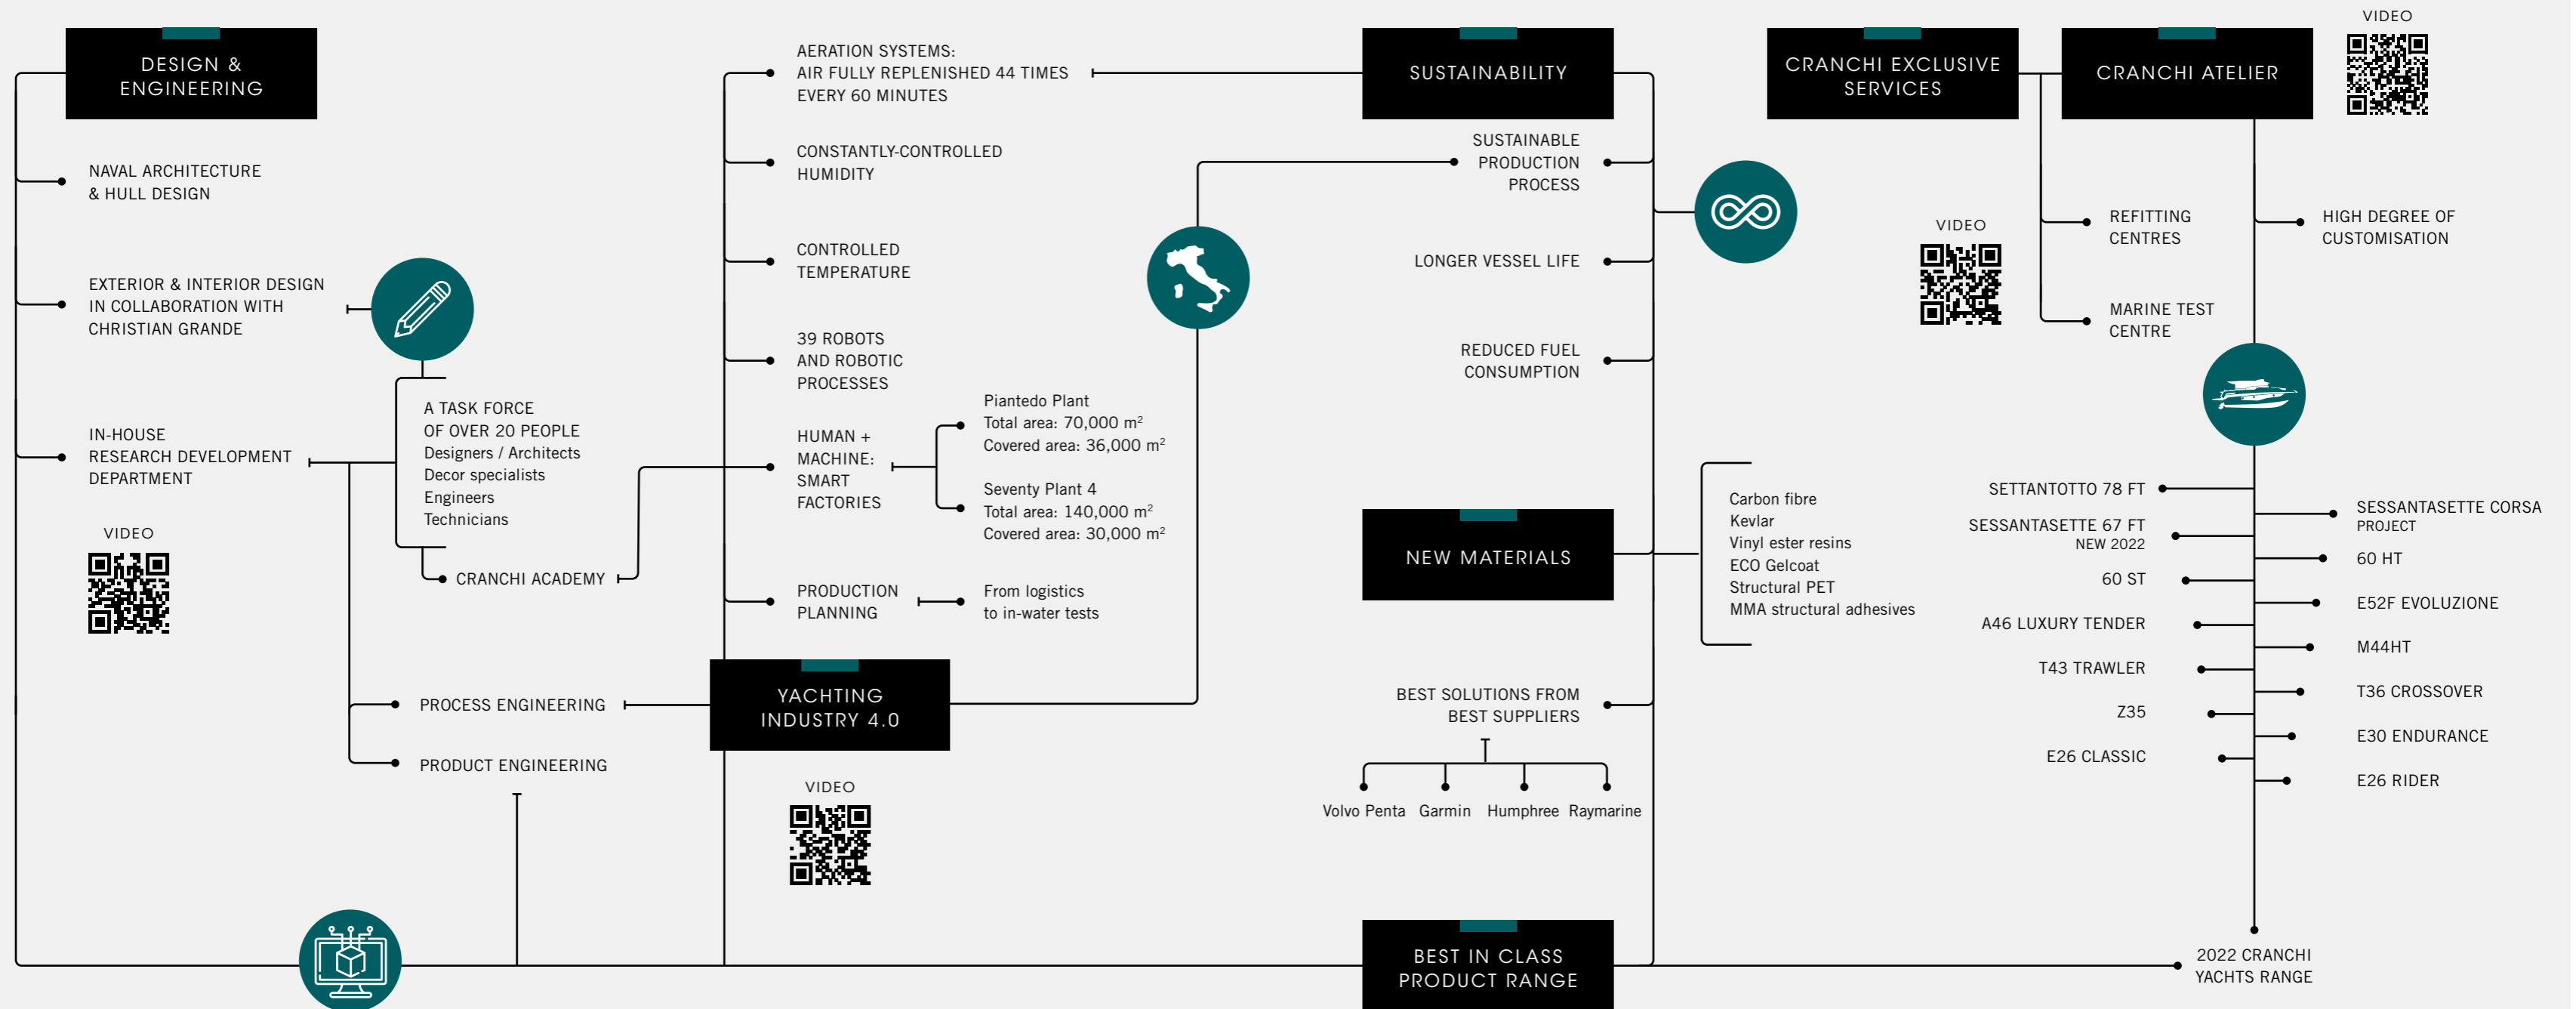 DESIGN &
ENGINEERING
NAVAL ARCHITECTURE
& HULL DESIGN
EXTERIOR & INTERIOR DESIGN
IN COLLABORATION WITH
CHRISTIAN GRANDE
IN-HOUSE
RESEARCH DEVELOPMENT
DEPARTMENT
VIDEO
A TASK FORCE
OF OVER 20 PEOPLE
Designers / Architects
Decor specialists
Engineers
Technicians
CRANCHI ACADEMY
PROCESS ENGINEERING
PRODUCT ENGINEERING
AERATION SYSTEMS:
AIR FULLY REPLENISHED 44 TIMES
EVERY 60 MINUTES
CONSTANTLY-CONTROLLED
HUMIDITY
CONTROLLED
TEMPERATURE
39 ROBOTS
AND ROBOTIC
PROCESSES
HUMAN +
MACHINE:
SMART
FACTORIES
Piantedo Plant
Total area: 70,000 m²
Covered area: 36,000 m²
Seventy Plant 4
Total area: 140,000 m²
Covered area: 30,000 m²
PRODUCTION
PLANNING
From logistics
to in-water tests
YACHTING
INDUSTRY 4.0
VIDEO
SUSTAINABILITY
SUSTAINABLE
PRODUCTION
PROCESS
LONGER VESSEL LIFE
REDUCED FUEL
CONSUMPTION
NEW MATERIALS
Carbon fibre
Kevlar
Vinyl ester resins
ECO Gelcoat
Structural PET
MMA structural adhesives
BEST SOLUTIONS FROM
BEST SUPPLIERS
Volvo Penta
Garmin
Humphree
Raymarine
BEST IN CLASS
PRODUCT RANGE
CRANCHI EXCLUSIVE
SERVICES
VIDEO
REFITTING
CENTRES
MARINE TEST
CENTRE
CRANCHI ATELIER
VIDEO
HIGH DEGREE OF
CUSTOMISATION
SETTANTOTTO 78 FT
SESSANTASETTE CORSA
PROJECT
SESSANTASETTE 67 FT
NEW 2022
60 HT
60 ST
E52F EVOLUZIONE
A46 LUXURY TENDER
M44HT
T43 TRAWLER
T36 CROSSOVER
Z35
E30 ENDURANCE
E26 CLASSIC
E26 RIDER
2022 CRANCHI
YACHTS RANGE